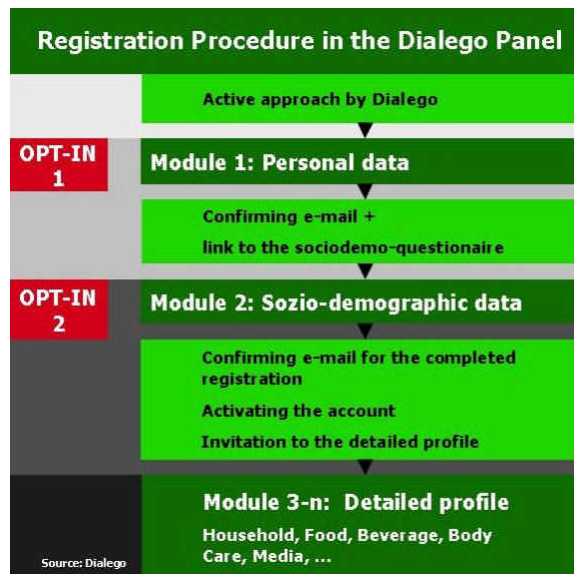 Registration Procedure in the Dialego Panel
Active approach by Dialego
OPT-IN
1
Module 1: Personal data
Confirming e-mail +
link to the sociodemo-questionaire
OPT-IN
2
Module 2: Sozio-demographic data
Confirming e-mail for the completed
registration
Activating the account
Invitation to the detailed profile
Module 3-n: Detailed profile
Household, Food, Beverage, Body
Care, Media, ...
Source: Dialego